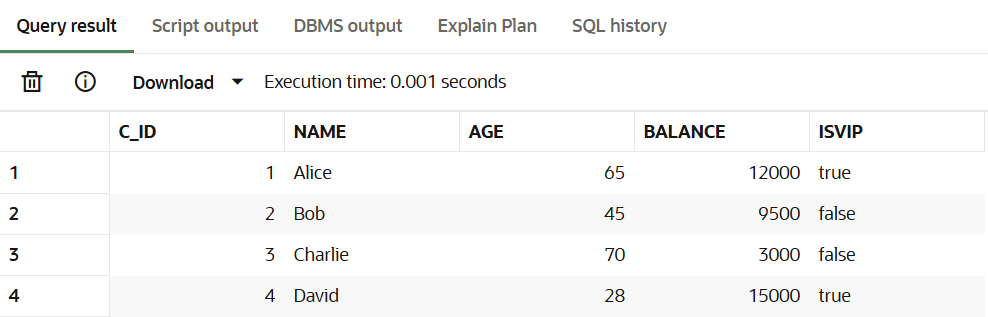 Query result Script output DBMS output Explain Plan SQL history
Download Execution time: 0.001 seconds
C_ID NAME AGE BALANCE ISVIP
1 1 Alice 65 12000 true
2 2 Bob 45 9500 false
3 3 Charlie 70 3000 false
4 4 David 28 15000 true